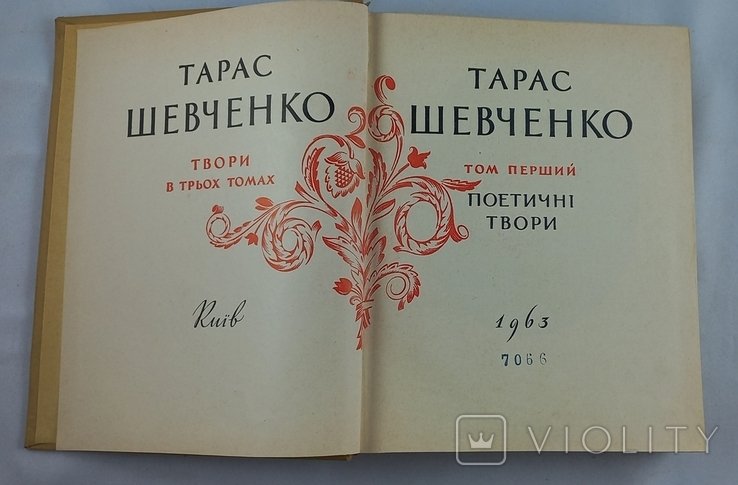 ТАРАС
ШЕВЧЕНКО
ТВОРИ
В ТРЬОХ ТОМАХ
Київ
ТАРАС
ШЕВЧЕНКО
ТОМ ПЕРШИЙ
ПОЕТИЧНІ
ТВОРИ
1963
7066
VIOLITY